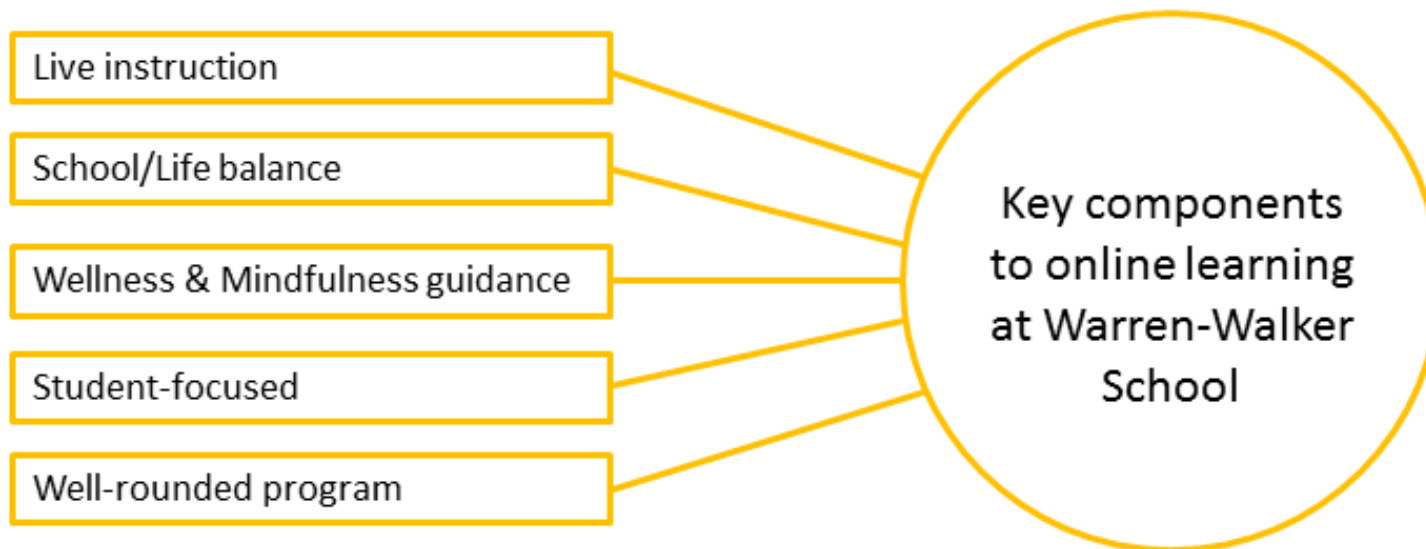 Live instruction
School/Life balance
Wellness & Mindfulness guidance
Student-focused
Well-rounded program
Key components
to online learning
at Warren-Walker
School